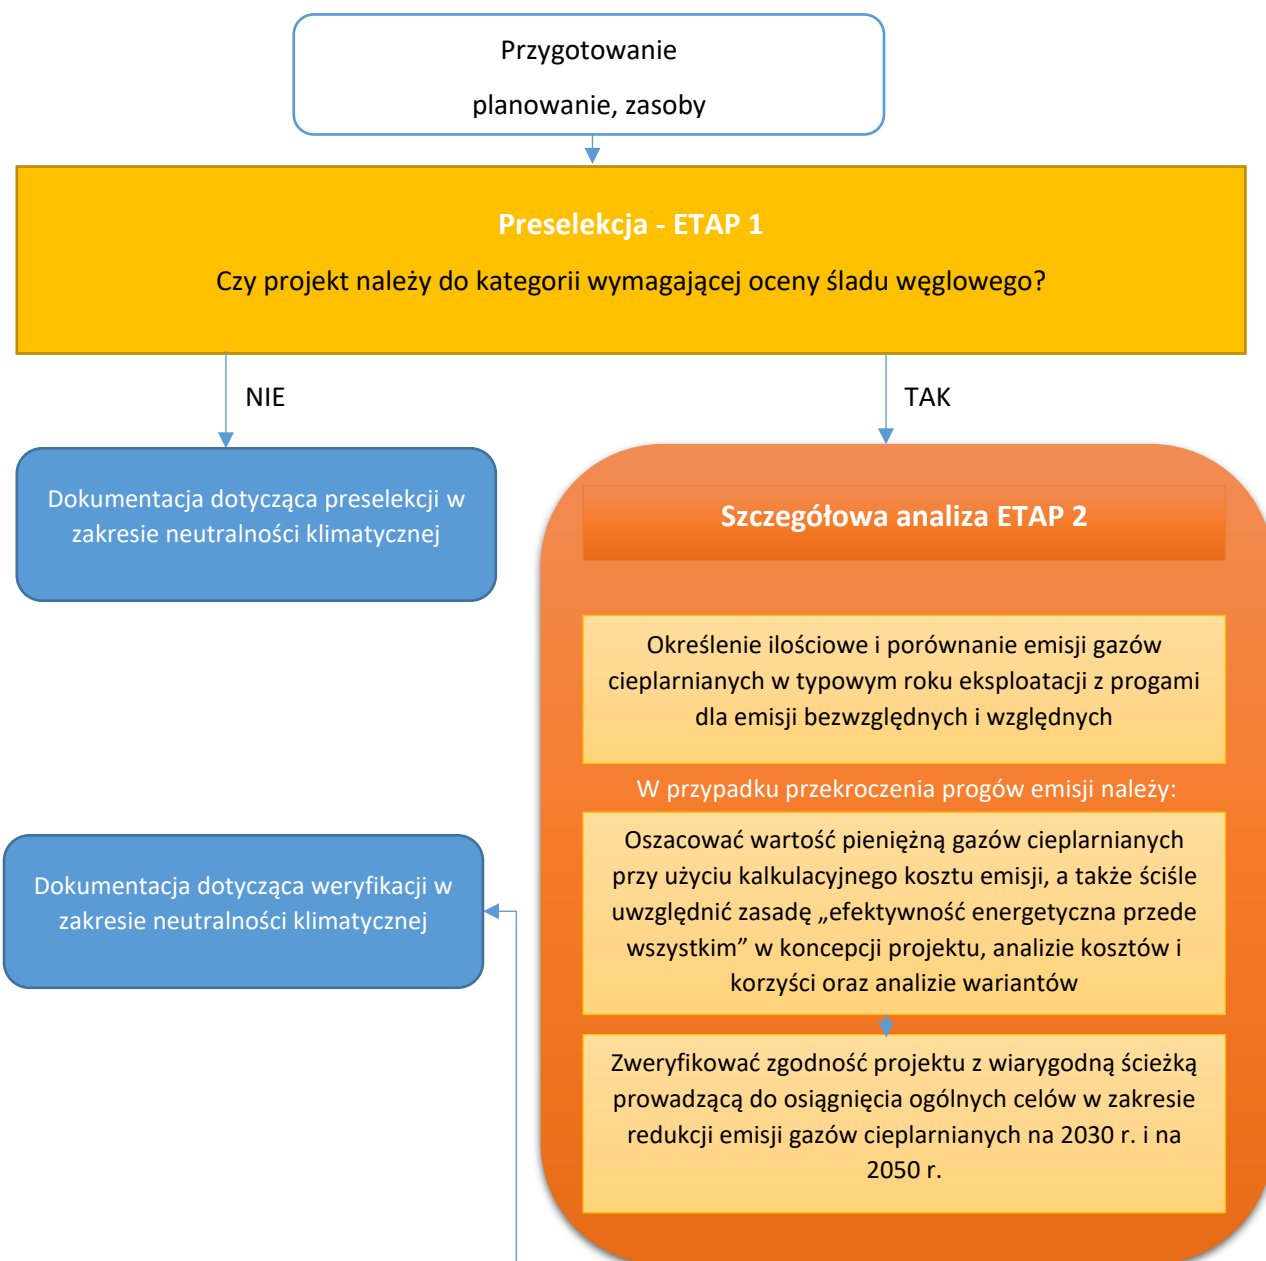 Przygotowanie
planowanie, zasoby
Preselekcja - ETAP 1
Czy projekt należy do kategorii wymagającej oceny śladu węglowego?
NIE
TAK
Dokumentacja dotycząca preselekcji w
zakresie neutralności klimatycznej
Szczegółowa analiza ETAP 2
Określenie ilościowe i porównanie emisji gazów
cieplarnianych w typowym roku eksploatacji z progami
dla emisji bezwzględnych i względnych
W przypadku przekroczenia progów emisji należy:
Oszacować wartość pieniężną gazów cieplarnianych
przy użyciu kalkulacyjnego kosztu emisji, a także ściśle
uwzględnić zasadę „efektywność energetyczna przede
wszystkim” w koncepcji projektu, analizie kosztów i
korzyści oraz analizie wariantów
Dokumentacja dotycząca weryfikacji w
zakresie neutralności klimatycznej
Zweryfikować zgodność projektu z wiarygodną ścieżką
prowadzącą do osiągnięcia ogólnych celów w zakresie
redukcji emisji gazów cieplarnianych na 2030 r. i na
2050 r.